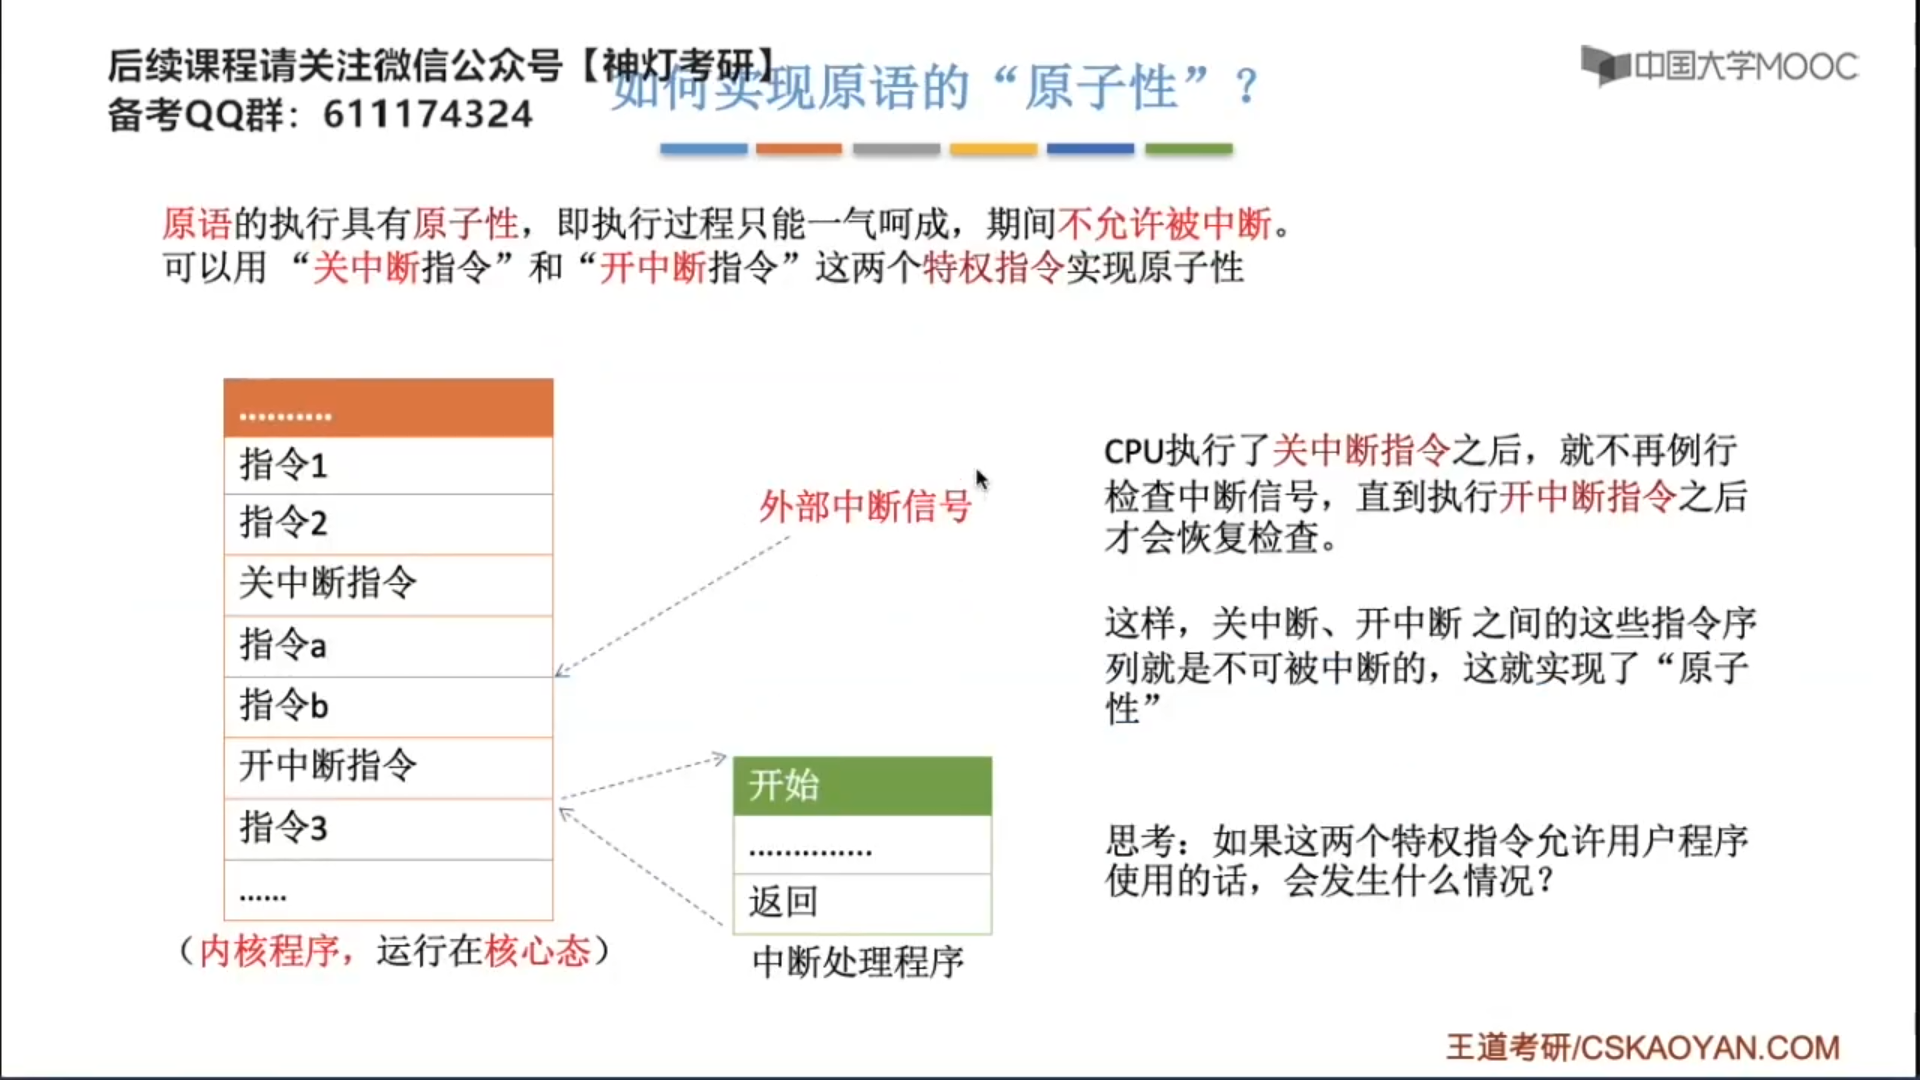 后续课程请关注微信公众号【神灯考研】
备考QQ群：611174324
如何实现原语的“原子性”？
中国大学MOOC
原语的执行具有原子性，即执行过程只能一气呵成，期间不允许被中断。
可以用 “关中断指令”和“开中断指令”这两个特权指令实现原子性
..........
指令1
指令2
关中断指令
指令a
指令b
开中断指令
指令3
......
（内核程序，运行在核心态）
外部中断信号
开始
..............
返回
中断处理程序
CPU执行了关中断指令之后，就不再例行
检查中断信号，直到执行开中断指令之后
才会恢复检查。
这样，关中断、开中断 之间的这些指令序
列就是不可被中断的，这就实现了“原子
性”
思考：如果这两个特权指令允许用户程序
使用的话，会发生什么情况？
王道考研/CSKAOYAN.COM